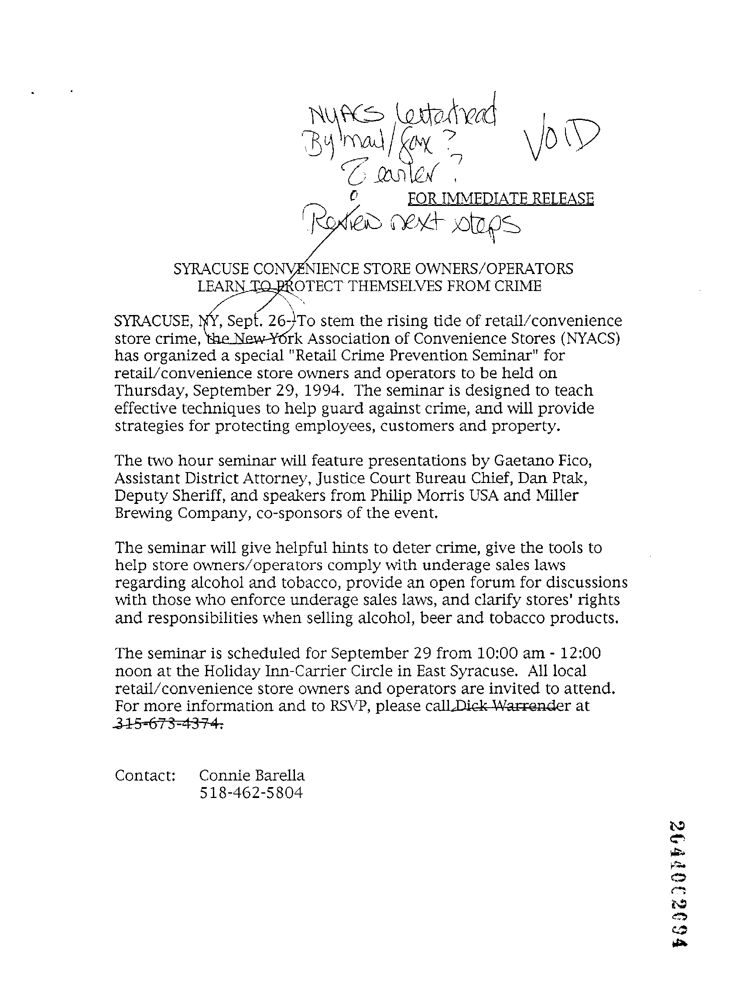 NYACS Letterhead
By mail/fax?
VOID
earlier?
FOR IMMEDIATE RELEASE
Review next steps
SYRACUSE CONVENIENCE STORE OWNERS/OPERATORS
LEARN TO PROTECT THEMSELVES FROM CRIME
SYRACUSE, NY, Sept. 26--To stem the rising tide of retail/convenience
store crime, the New York Association of Convenience Stores (NYACS)
has organized a special "Retail Crime Prevention Seminar" for
retail/convenience store owners and operators to be held on
Thursday, September 29, 1994.  The seminar is designed to teach
effective techniques to help guard against crime, and will provide
strategies for protecting employees, customers and property.
The two hour seminar will feature presentations by Gaetano Fico,
Assistant District Attorney, Justice Court Bureau Chief, Dan Ptak,
Deputy Sheriff, and speakers from Philip Morris USA and Miller
Brewing Company, co-sponsors of the event.
The seminar will give helpful hints to deter crime, give the tools to
help store owners/operators comply with underage sales laws
regarding alcohol and tobacco, provide an open forum for discussions
with those who enforce underage sales laws, and clarify stores' rights
and responsibilities when selling alcohol, beer and tobacco products.
The seminar is scheduled for September 29 from 10:00 am - 12:00
noon at the Holiday Inn-Carrier Circle in East Syracuse.  All local
retail/convenience store owners and operators are invited to attend.
For more information and to RSVP, please call Dick Warrender at
315-673-4374.
Contact: Connie Barella
518-462-5804
2044002094